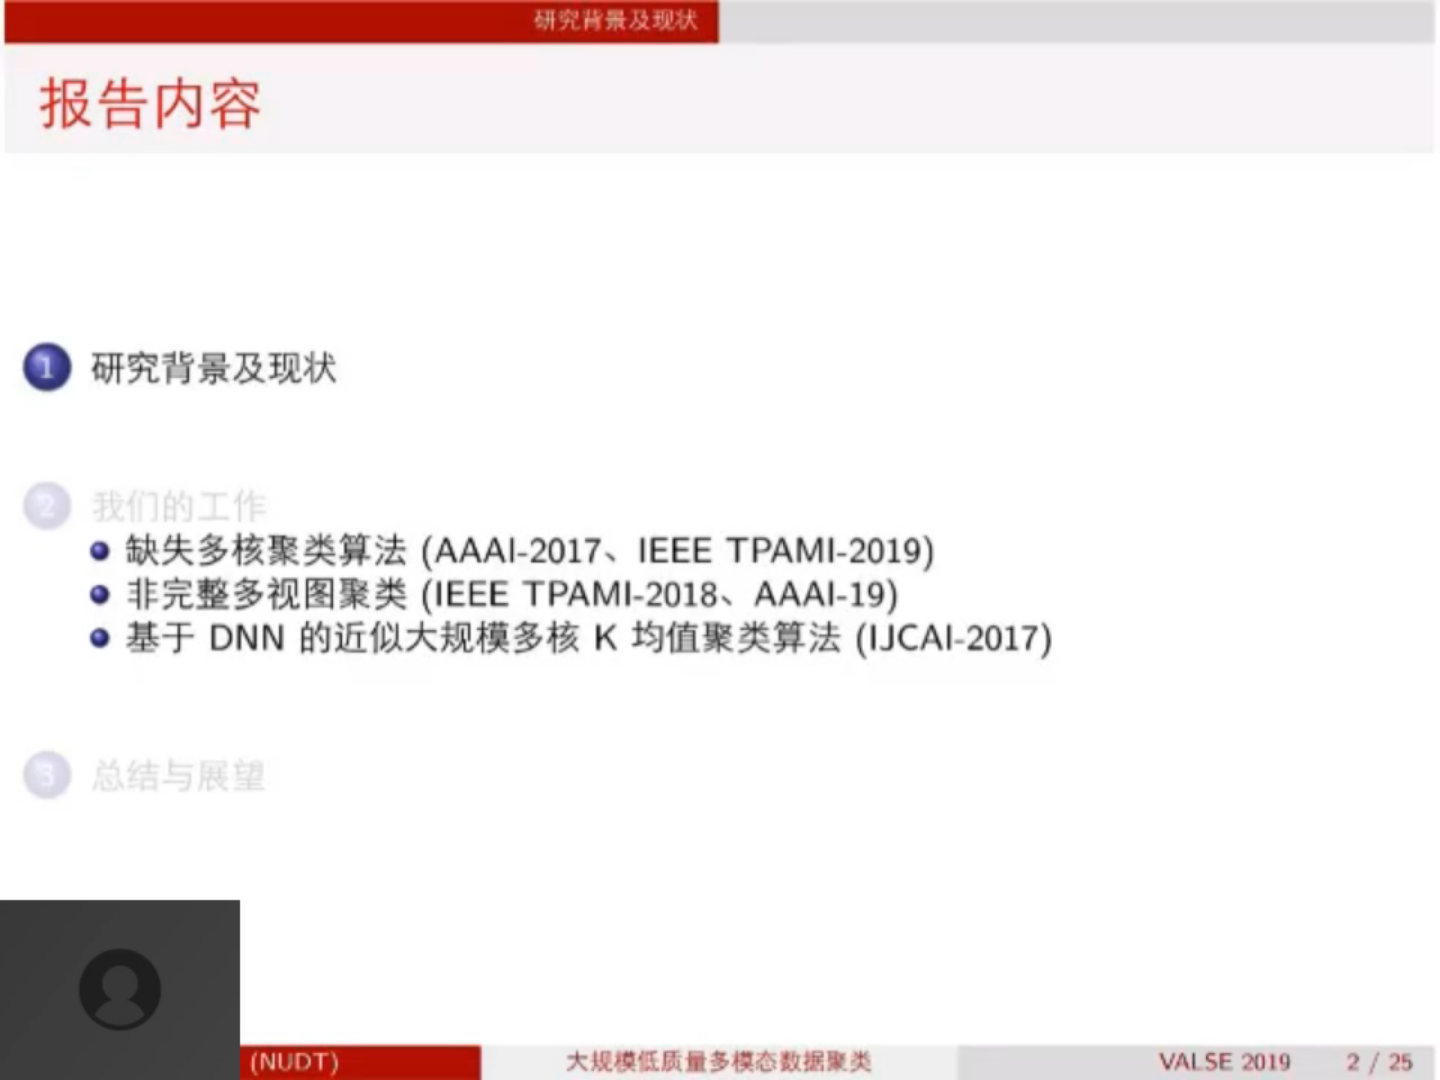 研究背景及现状
报告内容
1 研究背景及现状
2 我们的工作
缺失多核聚类算法 (AAAI-2017、IEEE TPAMI-2019)
非完整多视图聚类 (IEEE TPAMI-2018、AAAI-19)
基于 DNN 的近似大规模多核 K 均值聚类算法 (IJCAI-2017)
3 总结与展望
(NUDT) 大规模低质量多模态数据聚类 VALSE 2019 2 / 25